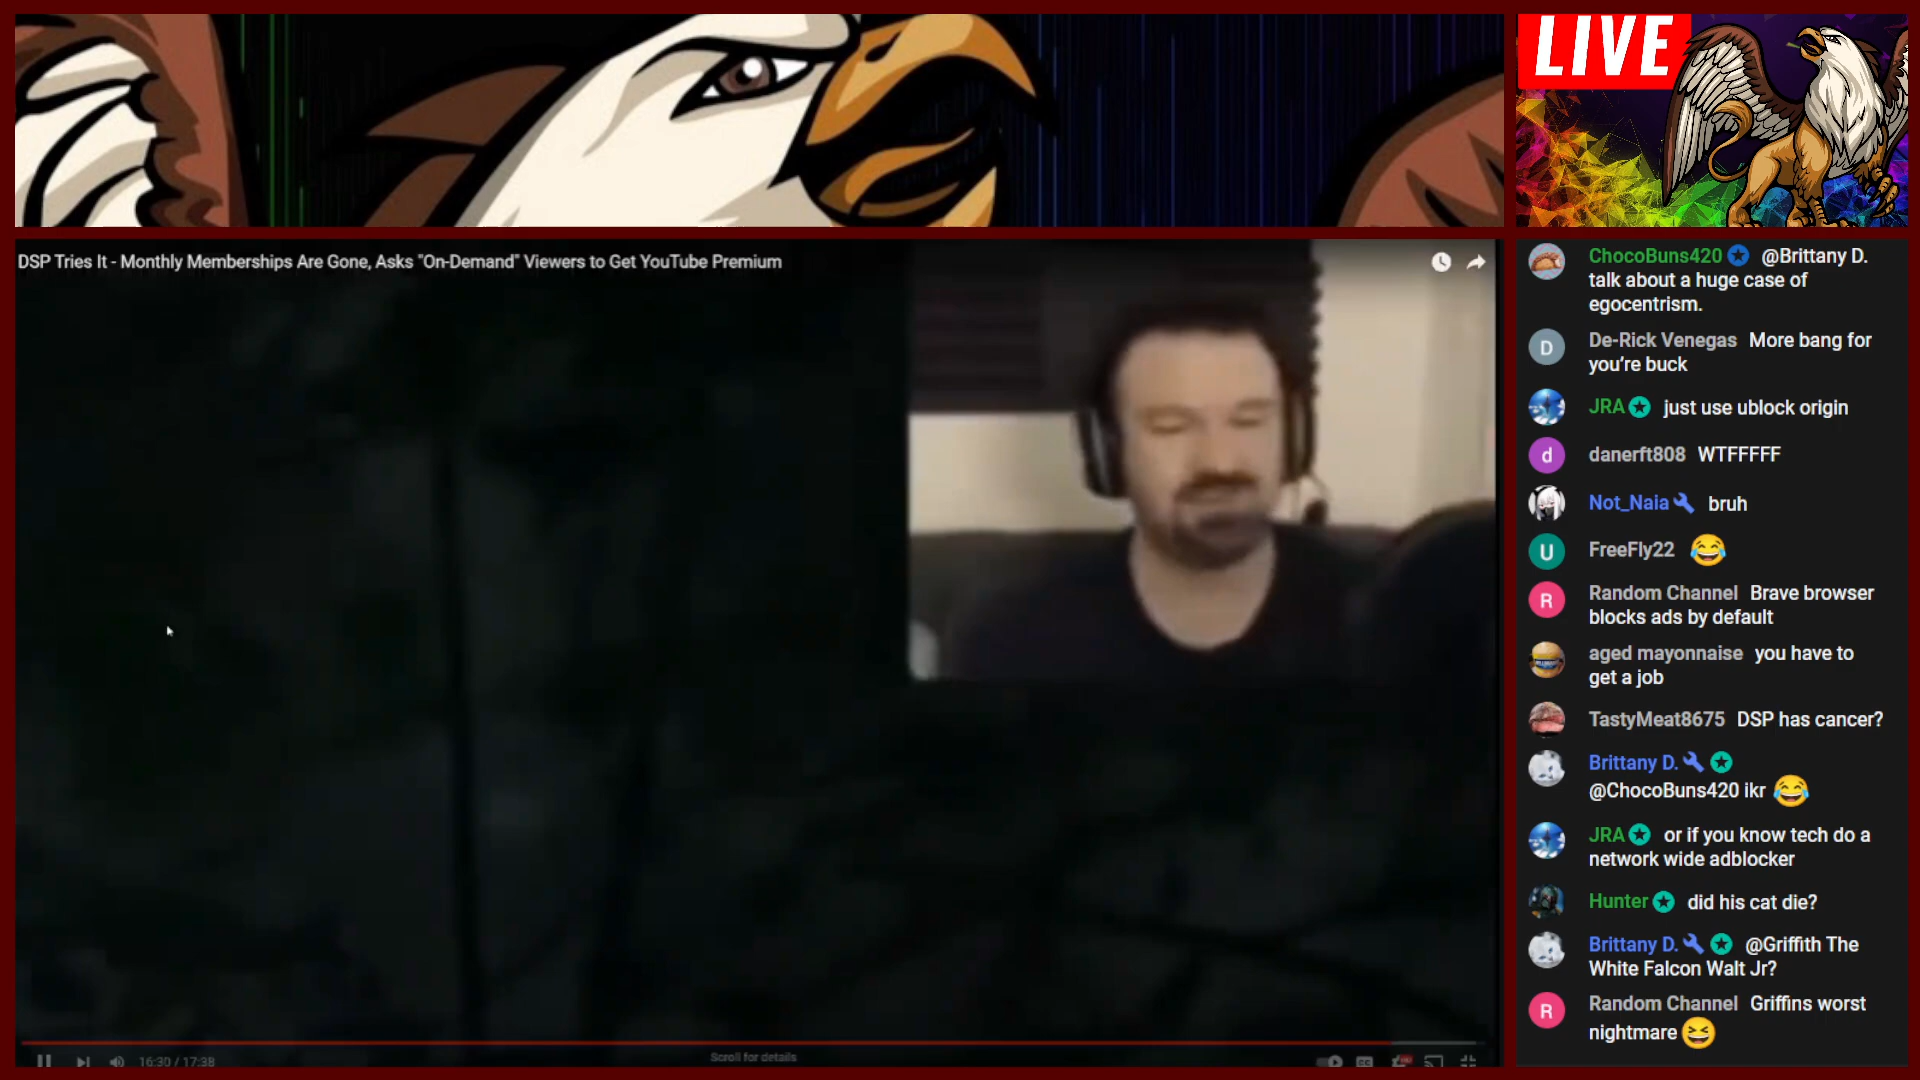 LIVE
DSP Tries It - Monthly Memberships Are Gone, Asks "On-Demand" Viewers to Get YouTube Premium
ChocoBuns420 @Brittany D.
talk about a huge case of
egocentrism.
D De-Rick Venegas More bang for
you're buck
JRA just use ublock origin
d danerft808 WTFFFFF
Not_Naia bruh
U FreeFly22 😂
R Random Channel Brave browser
blocks ads by default
aged mayonnaise you have to
get a job
TastyMeat8675 DSP has cancer?
Brittany D.
@ChocoBuns420 ikr 😂
JRA or if you know tech do a
network wide adblocker
Hunter did his cat die?
Brittany D. @Griffith The
White Falcon Walt Jr?
R Random Channel Griffins worst
nightmare 😆
16:30 / 17:38
Scroll for details